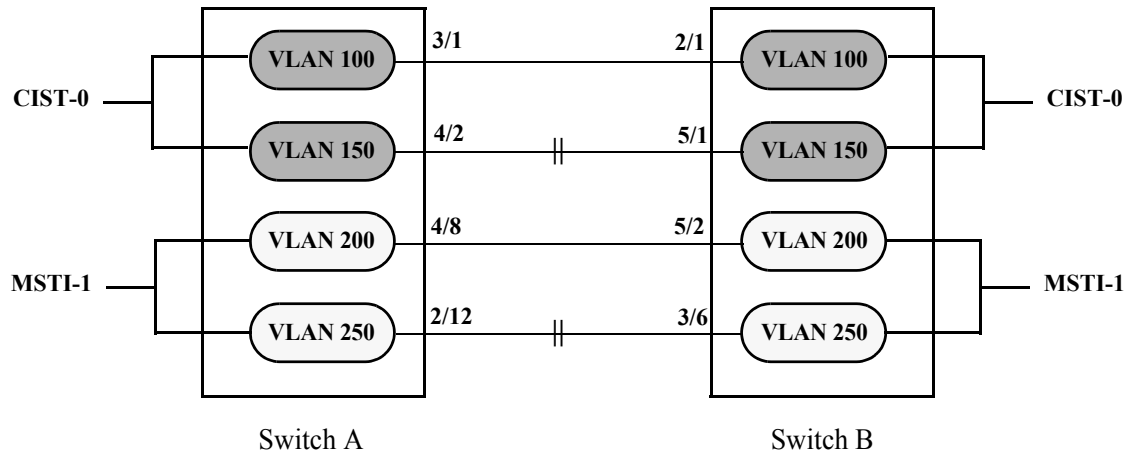 3/1 2/1
VLAN 100 VLAN 100
CIST-0 CIST-0
4/2 5/1
VLAN 150 VLAN 150
4/8 5/2
VLAN 200 VLAN 200
MSTI-1 MSTI-1
2/12 3/6
VLAN 250 VLAN 250
Switch A Switch B